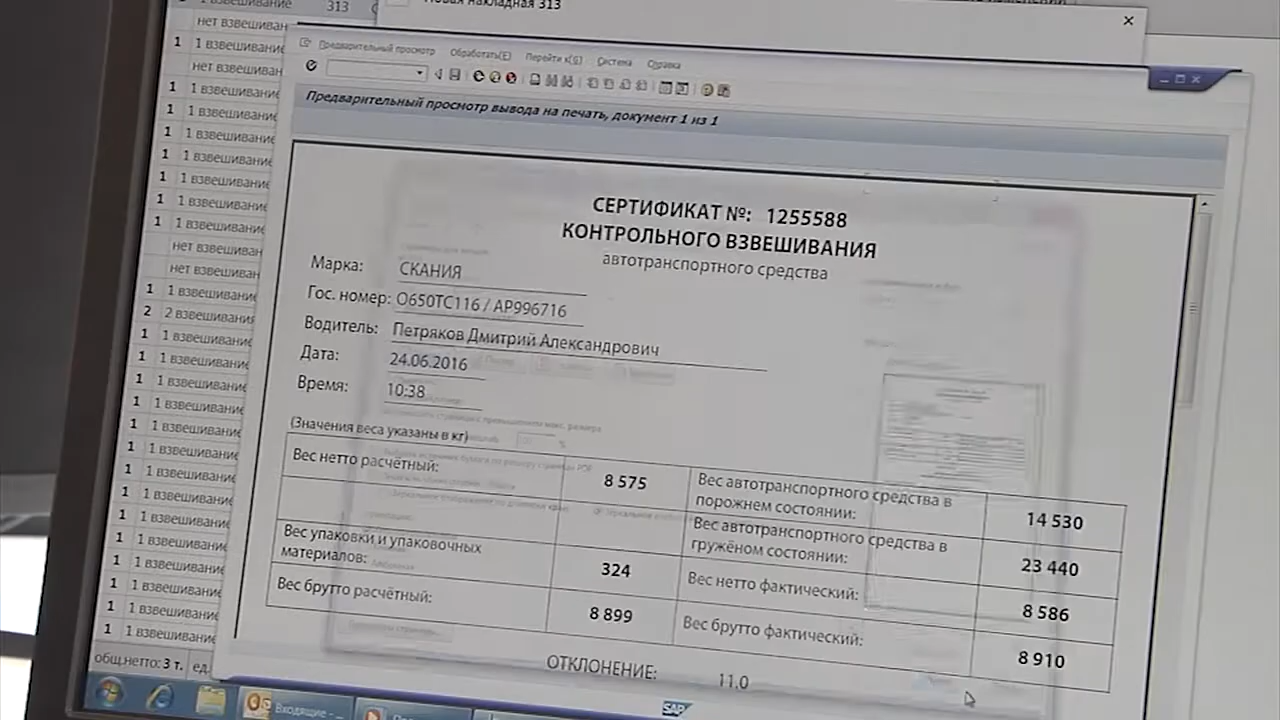 1 взвешивание 313
Новая накладная 313
нет взвешиван
1 1 взвешивание
нет взвешиван
1 1 взвешивание
1 1 взвешивание
1 1 взвешивание
1 1 взвешивание
1 1 взвешивание
1 1 взвешивание
1 1 взвешивание
нет взвешиван
нет взвешиван
1 1 взвешивание
2 2 взвешивания
1 1 взвешивание
1 1 взвешивание
1 1 взвешивание
1 1 взвешивание
1 1 взвешивание
1 1 взвешивание
1 1 взвешивание
1 1 взвешивание
1 1 взвешивание
1 1 взвешивание
1 1 взвешивание
1 1 взвешивание
1 1 взвешивание
1 1 взвешивание
общ.нетто: 3 т. ед.
Предварительный просмотр Обработать(E) Перейти к(G) Система Справка
Предварительный просмотр вывода на печать, документ 1 из 1
СЕРТИФИКАТ №: 1255588
КОНТРОЛЬНОГО ВЗВЕШИВАНИЯ
автотранспортного средства
Марка: СКАНИЯ
Гос. номер: О650ТС116 / АР996716
Водитель: Петряков Дмитрий Александрович
Дата: 24.06.2016
Время: 10:38
(Значения веса указаны в кг)
Вес нетто расчётный: 8 575
Вес автотранспортного средства в порожнем состоянии: 14 530
Вес автотранспортного средства в гружёном состоянии: 23 440
Вес упаковки и упаковочных материалов: 324
Вес нетто фактический: 8 586
Вес брутто расчётный: 8 899
Вес брутто фактический: 8 910
ОТКЛОНЕНИЕ: 11.0
Входящие - ...
SAP